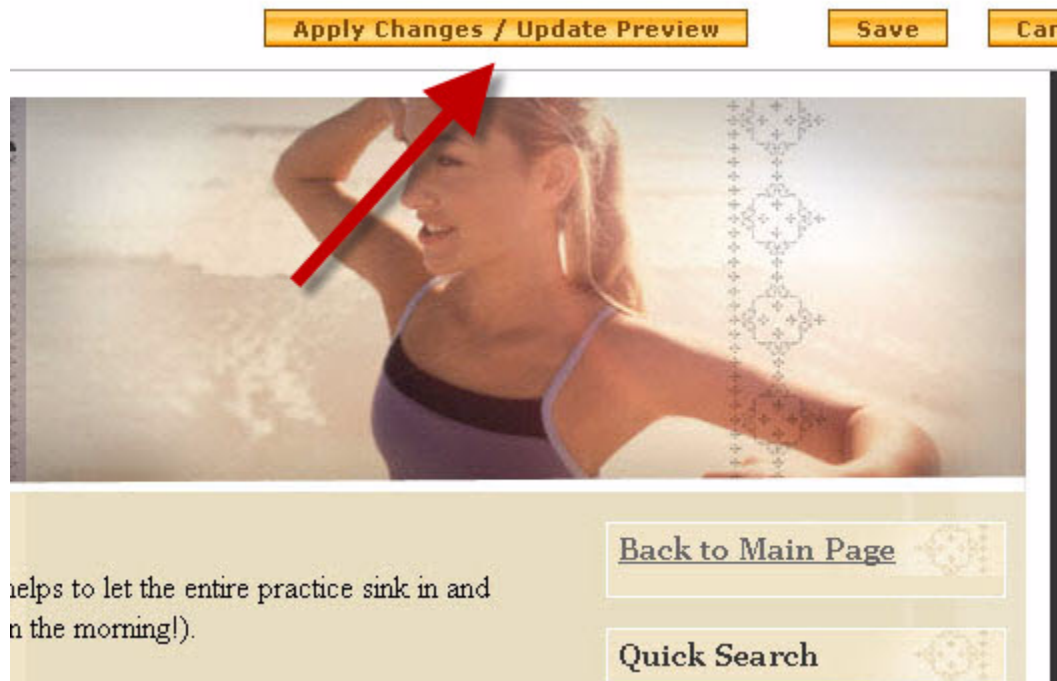 Apply Changes / Update Preview
Save
Back to Main Page
helps to let the entire practice sink in and
n the morning!).
Quick Search